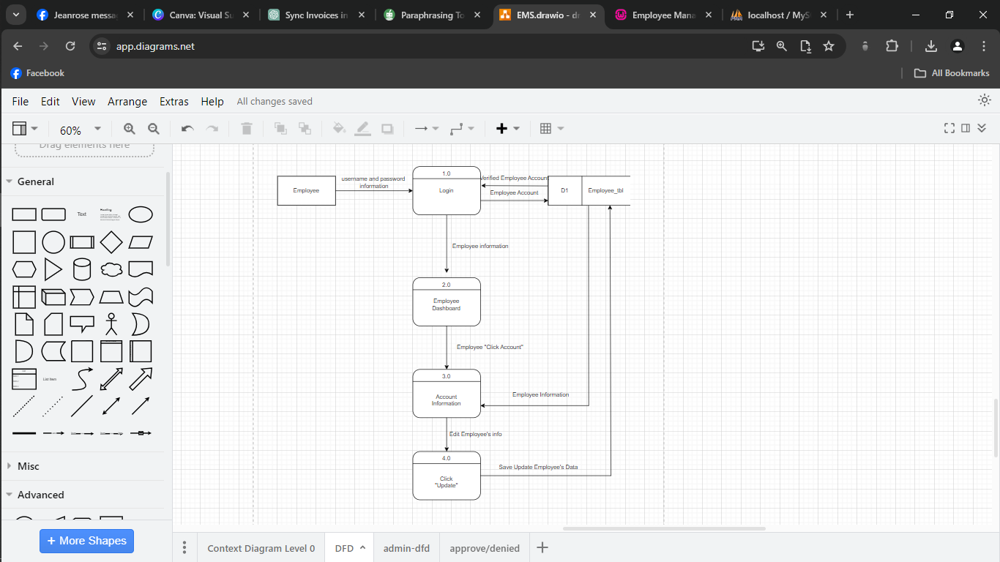 Jeanrose messa
Canva: Visual Su
Sync Invoices in
Paraphrasing To
EMS.drawio - dr
Employee Mana
localhost / MyS
app.diagrams.net
Facebook
All Bookmarks
File Edit View Arrange Extras Help All changes saved
60%
Drag elements here
General
Text
Heading
List Item
Misc
Advanced
+ More Shapes
Employee
username and password
information
1.0
Login
Verified Employee Account
Employee Account
D1
Employee_tbl
Employee information
2.0
Employee
Dashboard
Employee "Click Account"
3.0
Account
Information
Employee Information
Edit Employee's info
4.0
Click
"Update"
Save Update Employee's Data
Context Diagram Level 0
DFD
admin-dfd
approve/denied